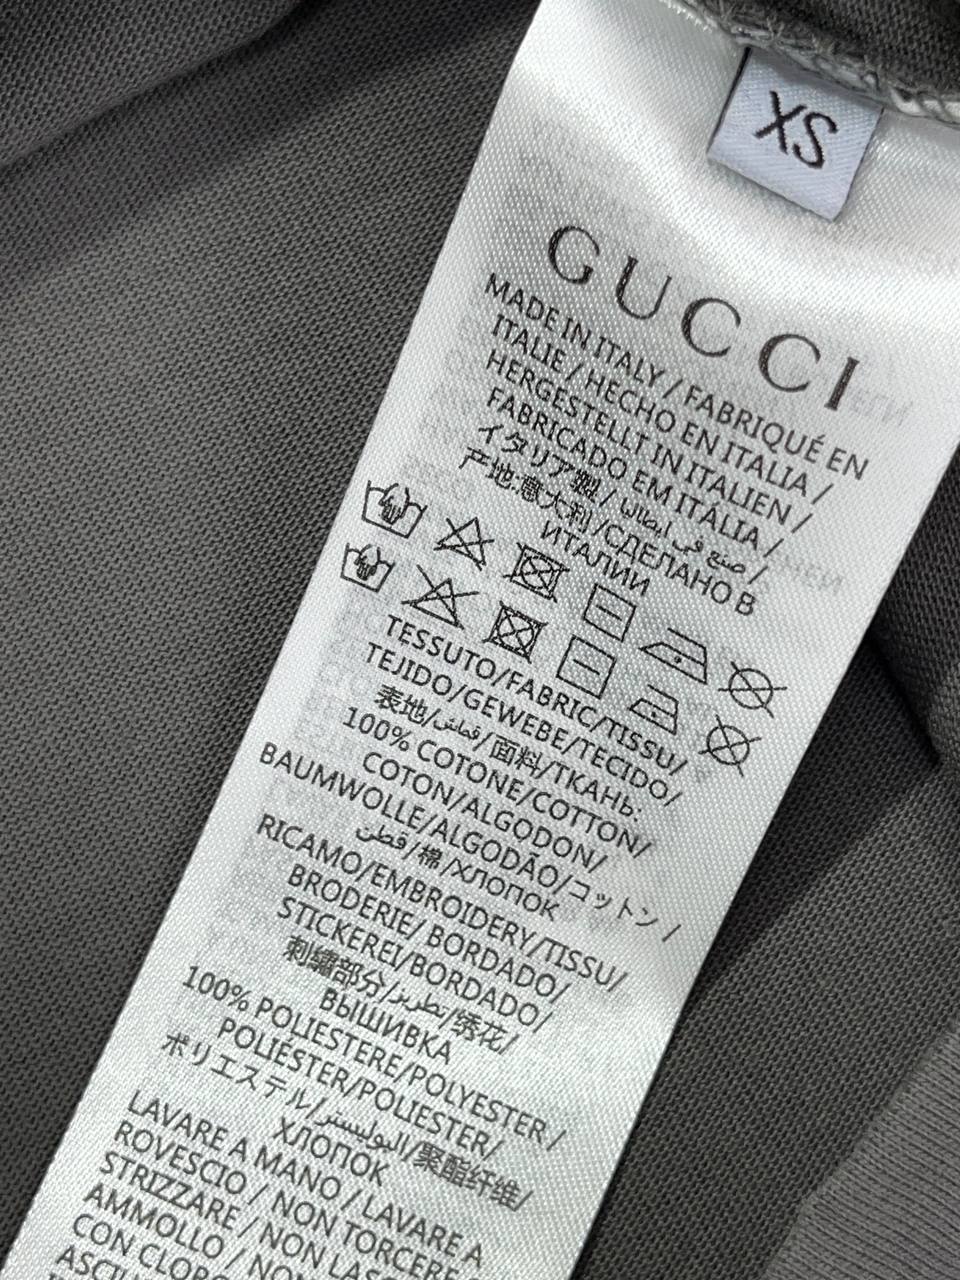 XS
GUCCI
MADE IN ITALY / FABRIQUÉ EN
ITALIE / HECHO EN ITALIA /
HERGESTELLT IN ITALIEN /
FABRICADO EM ITÁLIA /
イタリア製 / صنع في ايطاليا /
产地:意大利/СДЕЛАНО В
ИТАЛИИ
TESSUTO/FABRIC/TISSU/
TEJIDO/GEWEBE/TECIDO/
表地/قماش/面料/ТКАНЬ:
100% COTONE/COTTON/
COTON/ALGODON/
BAUMWOLLE/ALGODÃO/コットン /
قطن/棉/ХЛОПОК
RICAMO/EMBROIDERY/TISSU/
BRODERIE/ BORDADO/
STICKEREI/BORDADO/
刺繍部分/تطريز/绣花/
ВЫШИВКА
100% POLIESTERE/POLYESTER /
POLIÉSTER/POLIESTER/
ポリエステル/البوليستر/聚酯纤维/
ХЛОПОК
LAVARE A MANO / LAVARE A
ROVESCIO / NON TORCERE
STRIZZARE / NON LASC
AMMOLLO / NON
CON CLORO